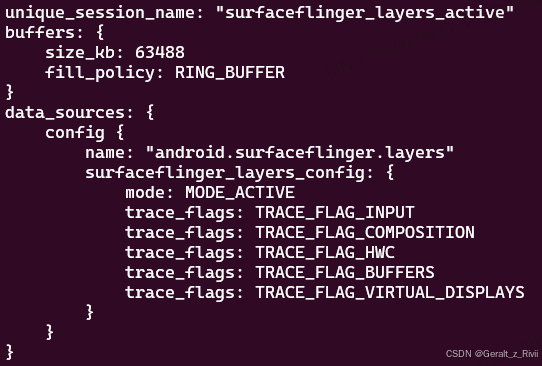 unique_session_name: "surfaceflinger_layers_active"
buffers: {
    size_kb: 63488
    fill_policy: RING_BUFFER
}
data_sources: {
    config {
        name: "android.surfaceflinger.layers"
        surfaceflinger_layers_config: {
            mode: MODE_ACTIVE
            trace_flags: TRACE_FLAG_INPUT
            trace_flags: TRACE_FLAG_COMPOSITION
            trace_flags: TRACE_FLAG_HWC
            trace_flags: TRACE_FLAG_BUFFERS
            trace_flags: TRACE_FLAG_VIRTUAL_DISPLAYS
        }
    }
}
CSDN @Geralt_z_Rivii